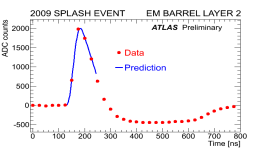 2009 SPLASH EVENT EM BARREL LAYER 2
ADC counts
2000
1500
1000
500
0
-500
ATLAS Preliminary
Data
Prediction
0 100 200 300 400 500 600 700 800
Time [ns]